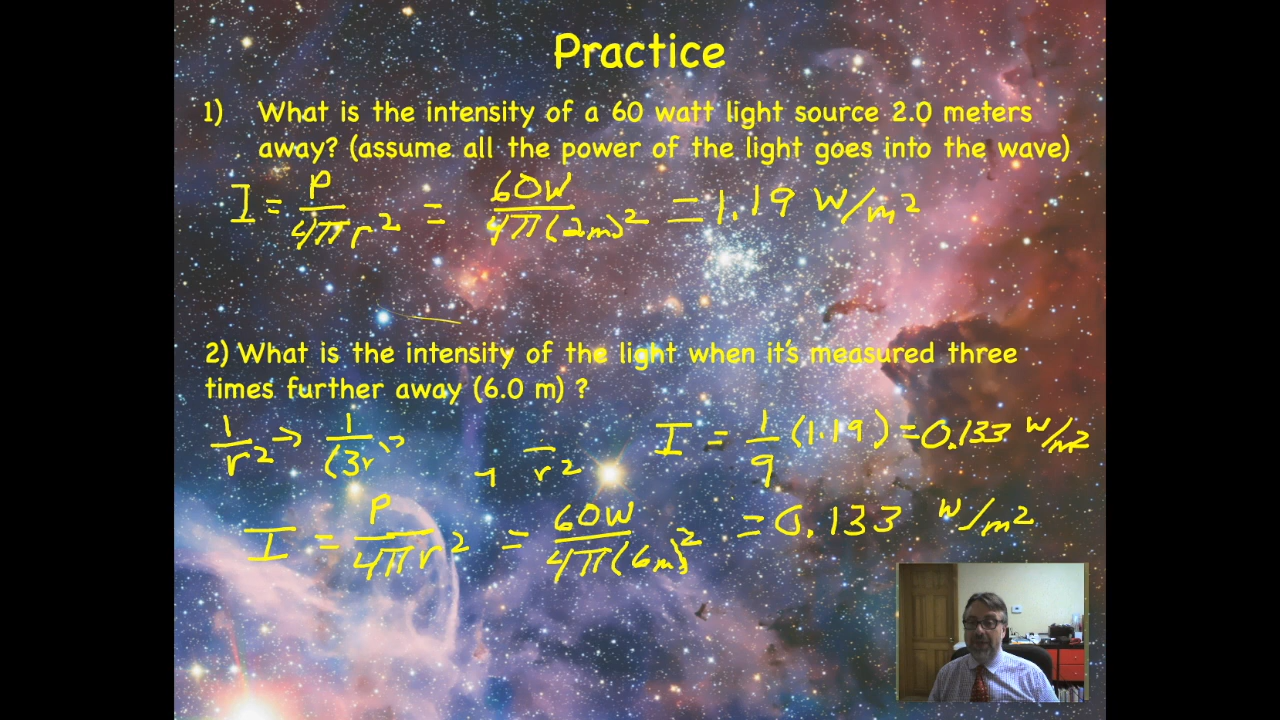 Practice
1) What is the intensity of a 60 watt light source 2.0 meters
away? (assume all the power of the light goes into the wave)
I = P / 4πr² = 60W / 4π(2m)² = 1.19 W/m²
2) What is the intensity of the light when it's measured three
times further away (6.0 m) ?
1/r² → 1/(3r)² r² I = 1/9 (1.19) = 0.133 W/m²
I = P / 4πr² = 60W / 4π(6m)² = 0.133 W/m²